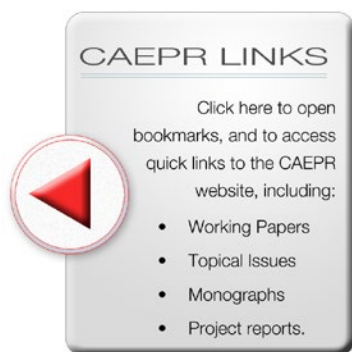 CAEPR LINKS
Click here to open
bookmarks, and to access
quick links to the CAEPR
website, including:
• Working Papers
• Topical Issues
• Monographs
• Project reports.